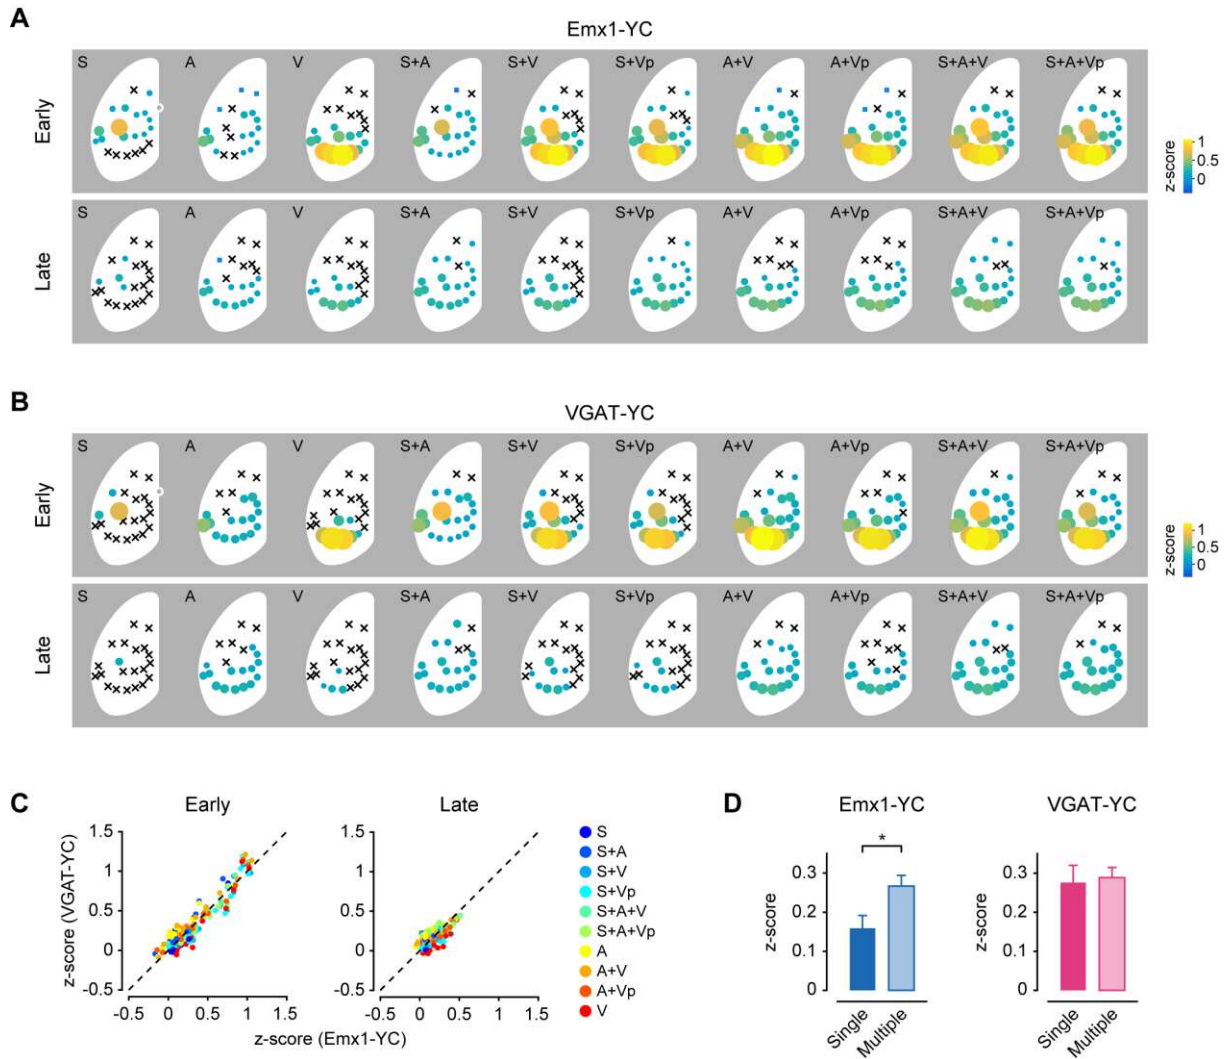 A
Emx1-YC
S A V S+A S+V S+Vp A+V A+Vp S+A+V S+A+Vp
Early
z-score
1
0.5
0
S A V S+A S+V S+Vp A+V A+Vp S+A+V S+A+Vp
Late
B
VGAT-YC
S A V S+A S+V S+Vp A+V A+Vp S+A+V S+A+Vp
Early
z-score
1
0.5
0
S A V S+A S+V S+Vp A+V A+Vp S+A+V S+A+Vp
Late
C
Early
z-score (VGAT-YC)
1.5
1
0.5
0
-0.5
-0.5 0 0.5 1 1.5
Late
1.5
1
0.5
0
-0.5
-0.5 0 0.5 1 1.5
z-score (Emx1-YC)
S
S+A
S+V
S+Vp
S+A+V
S+A+Vp
A
A+V
A+Vp
V
D
Emx1-YC
*
z-score
0.3
0.2
0.1
0
Single
Multiple
VGAT-YC
z-score
0.3
0.2
0.1
0
Single
Multiple